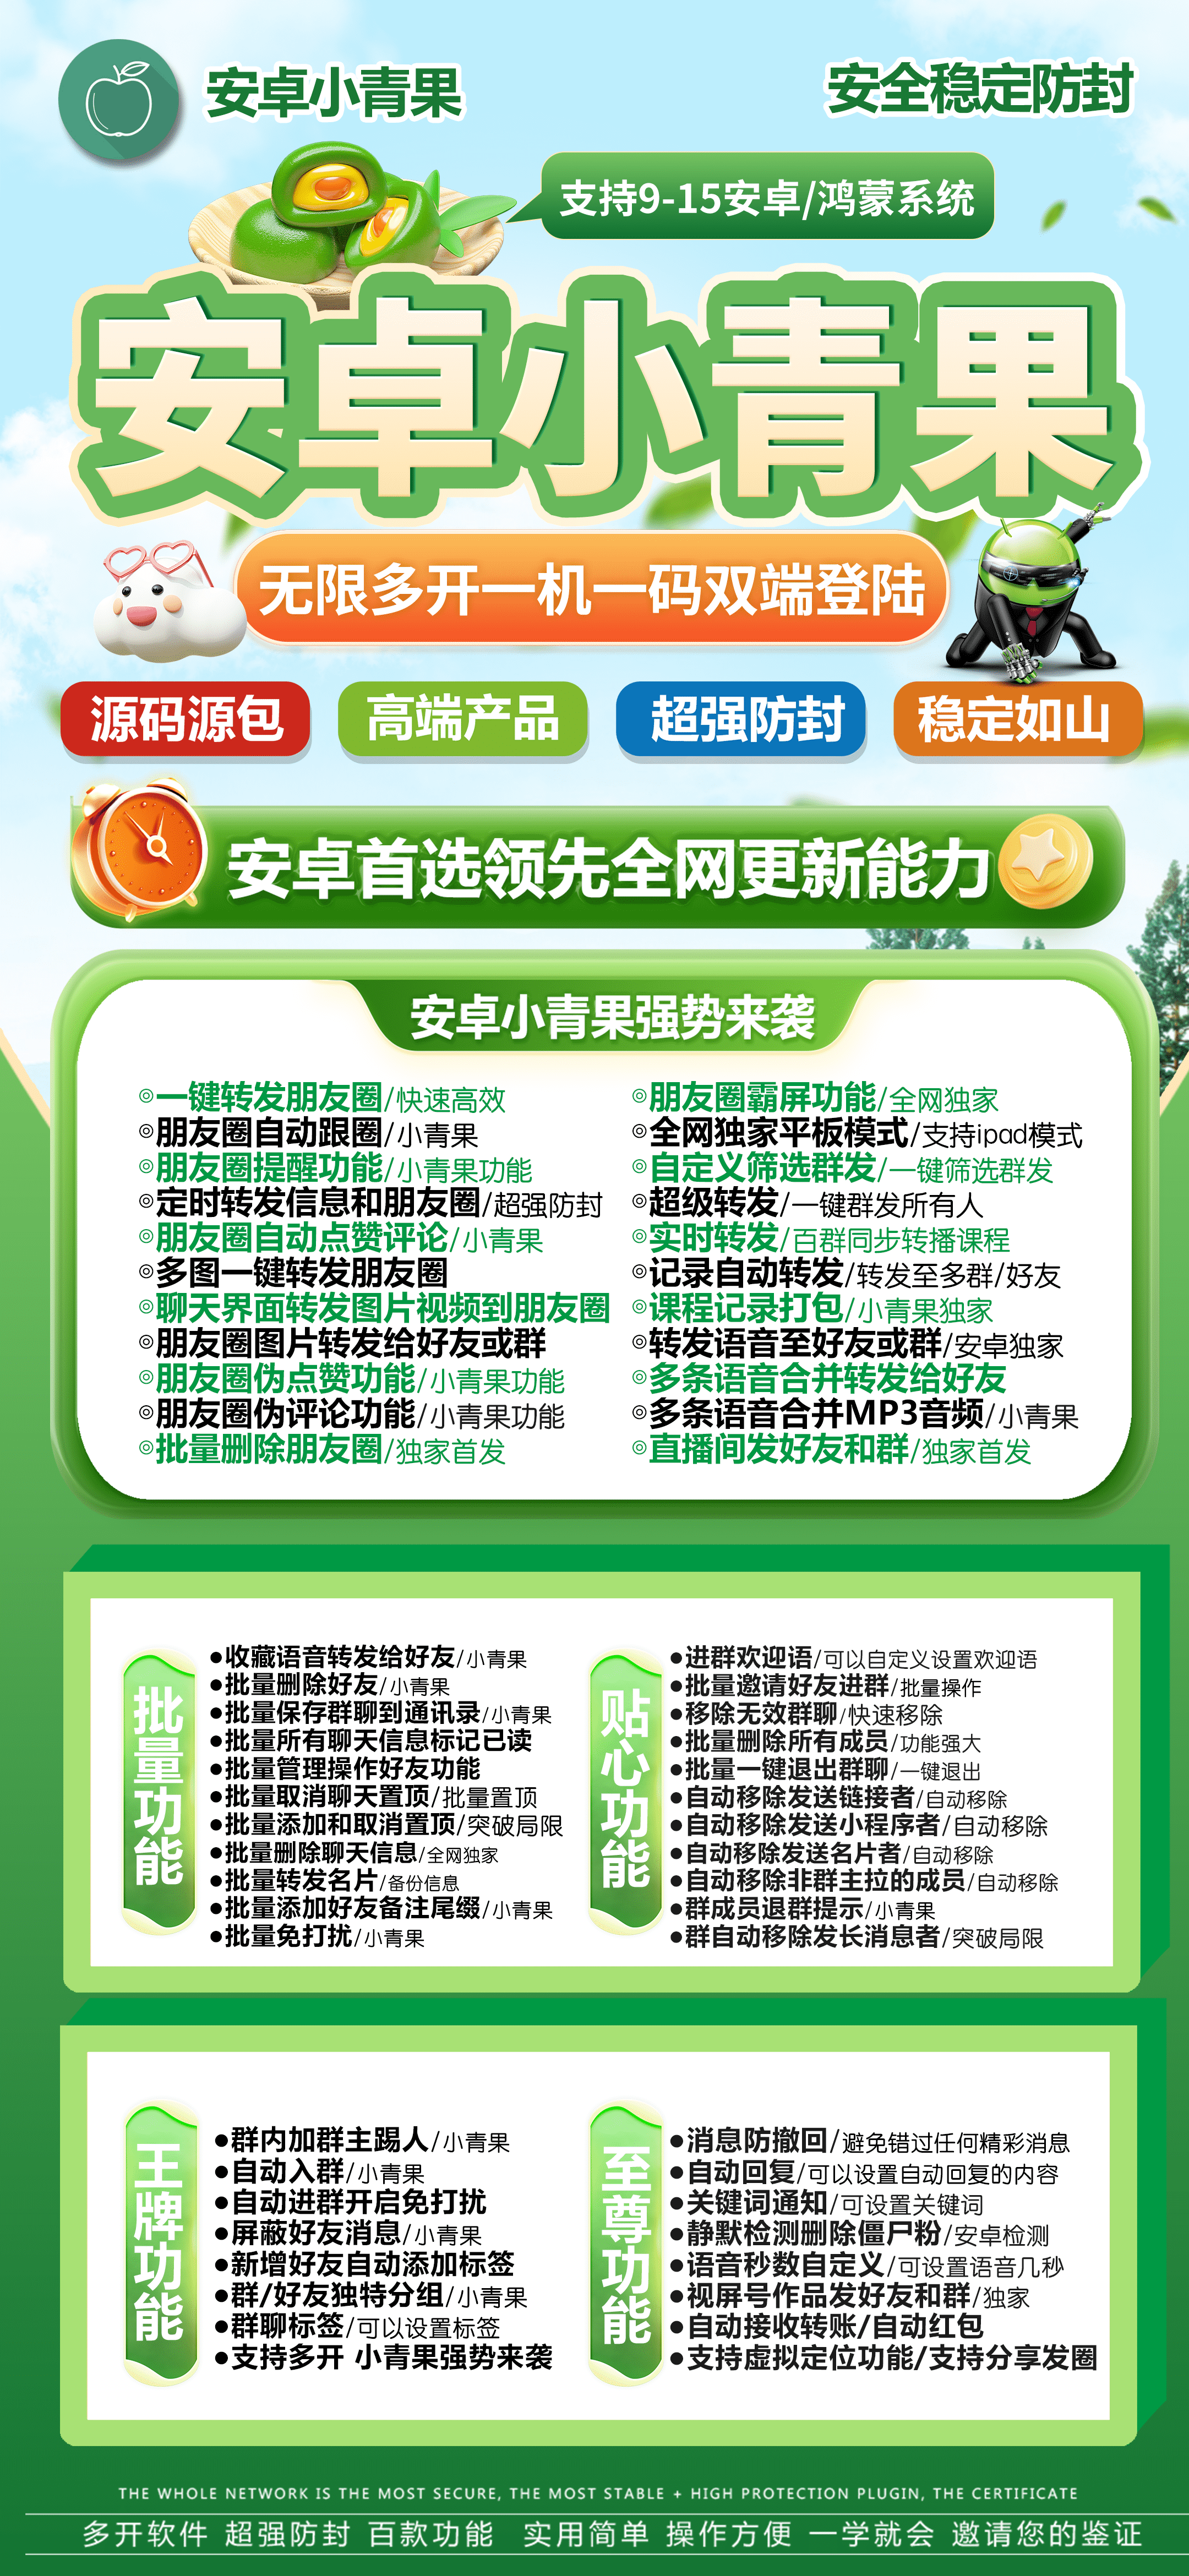 安卓小青果
安全稳定防封
支持9-15安卓/鸿蒙系统
安卓小青果
无限多开一机一码双端登陆
源码源包
高端产品
超强防封
稳定如山
安卓首选领先全网更新能力
安卓小青果强势来袭
◎一键转发朋友圈/快速高效
◎朋友圈自动跟圈/小青果
◎朋友圈提醒功能/小青果功能
◎定时转发信息和朋友圈/超强防封
◎朋友圈自动点赞评论/小青果
◎多图一键转发朋友圈
◎聊天界面转发图片视频到朋友圈
◎朋友圈图片转发给好友或群
◎朋友圈伪点赞功能/小青果功能
◎朋友圈伪评论功能/小青果功能
◎批量删除朋友圈/独家首发
◎朋友圈霸屏功能/全网独家
◎全网独家平板模式/支持ipad模式
◎自定义筛选群发/一键筛选群发
◎超级转发/一键群发所有人
◎实时转发/百群同步转播课程
◎记录自动转发/转发至多群/好友
◎课程记录打包/小青果独家
◎转发语音至好友或群/安卓独家
◎多条语音合并转发给好友
◎多条语音合并MP3音频/小青果
◎直播间发好友和群/独家首发
批量功能
●收藏语音转发给好友/小青果
●批量删除好友/小青果
●批量保存群聊到通讯录/小青果
●批量所有聊天信息标记已读
●批量管理操作好友功能
●批量取消聊天置顶/批量置顶
●批量添加和取消置顶/突破局限
●批量删除聊天信息/全网独家
●批量转发名片/备份信息
●批量添加好友备注尾缀/小青果
●批量免打扰/小青果
贴心功能
●进群欢迎语/可以自定义设置欢迎语
●批量邀请好友进群/批量操作
●移除无效群聊/快速移除
●批量删除所有成员/功能强大
●批量一键退出群聊/一键退出
●自动移除发送链接者/自动移除
●自动移除发送小程序者/自动移除
●自动移除发送名片者/自动移除
●自动移除非群主拉的成员/自动移除
●群成员退群提示/小青果
●群自动移除发长消息者/突破局限
王牌功能
●群内加群主踢人/小青果
●自动入群/小青果
●自动进群开启免打扰
●屏蔽好友消息/小青果
●新增好友自动添加标签
●群/好友独特分组/小青果
●群聊标签/可以设置标签
●支持多开 小青果强势来袭
至尊功能
●消息防撤回/避免错过任何精彩消息
●自动回复/可以设置自动回复的内容
●关键词通知/可设置关键词
●静默检测删除僵尸粉/安卓检测
●语音秒数自定义/可设置语音几秒
●视屏号作品发好友和群/独家
●自动接收转账/自动红包
●支持虚拟定位功能/支持分享发圈
THE WHOLE NETWORK IS THE MOST SECURE, THE MOST STABLE + HIGH PROTECTION PLUGIN, THE CERTIFICATE
多开软件 超强防封 百款功能 实用简单 操作方便 一学就会 邀请您的鉴证